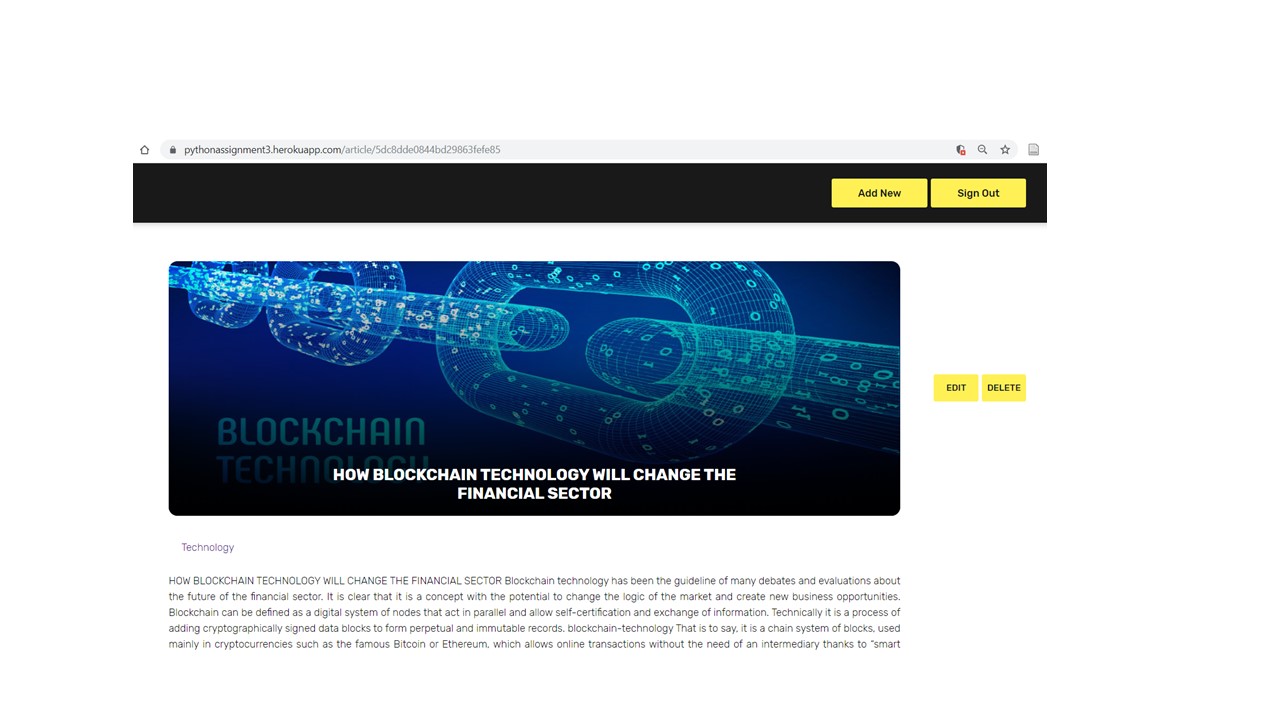 pythonassignment3.herokuapp.com/article/5dc8dde0844bd29863fefe85
Add New
Sign Out
EDIT
DELETE
BLOCKCHAIN
TECHNOLOGY
HOW BLOCKCHAIN TECHNOLOGY WILL CHANGE THE
FINANCIAL SECTOR
Technology
HOW BLOCKCHAIN TECHNOLOGY WILL CHANGE THE FINANCIAL SECTOR Blockchain technology has been the guideline of many debates and evaluations about
the future of the financial sector. It is clear that it is a concept with the potential to change the logic of the market and create new business opportunities.
Blockchain can be defined as a digital system of nodes that act in parallel and allow self-certification and exchange of information. Technically it is a process of
adding cryptographically signed data blocks to form perpetual and immutable records. blockchain-technology That is to say, it is a chain system of blocks, used
mainly in cryptocurrencies such as the famous Bitcoin or Ethereum, which allows online transactions without the need of an intermediary thanks to “smart